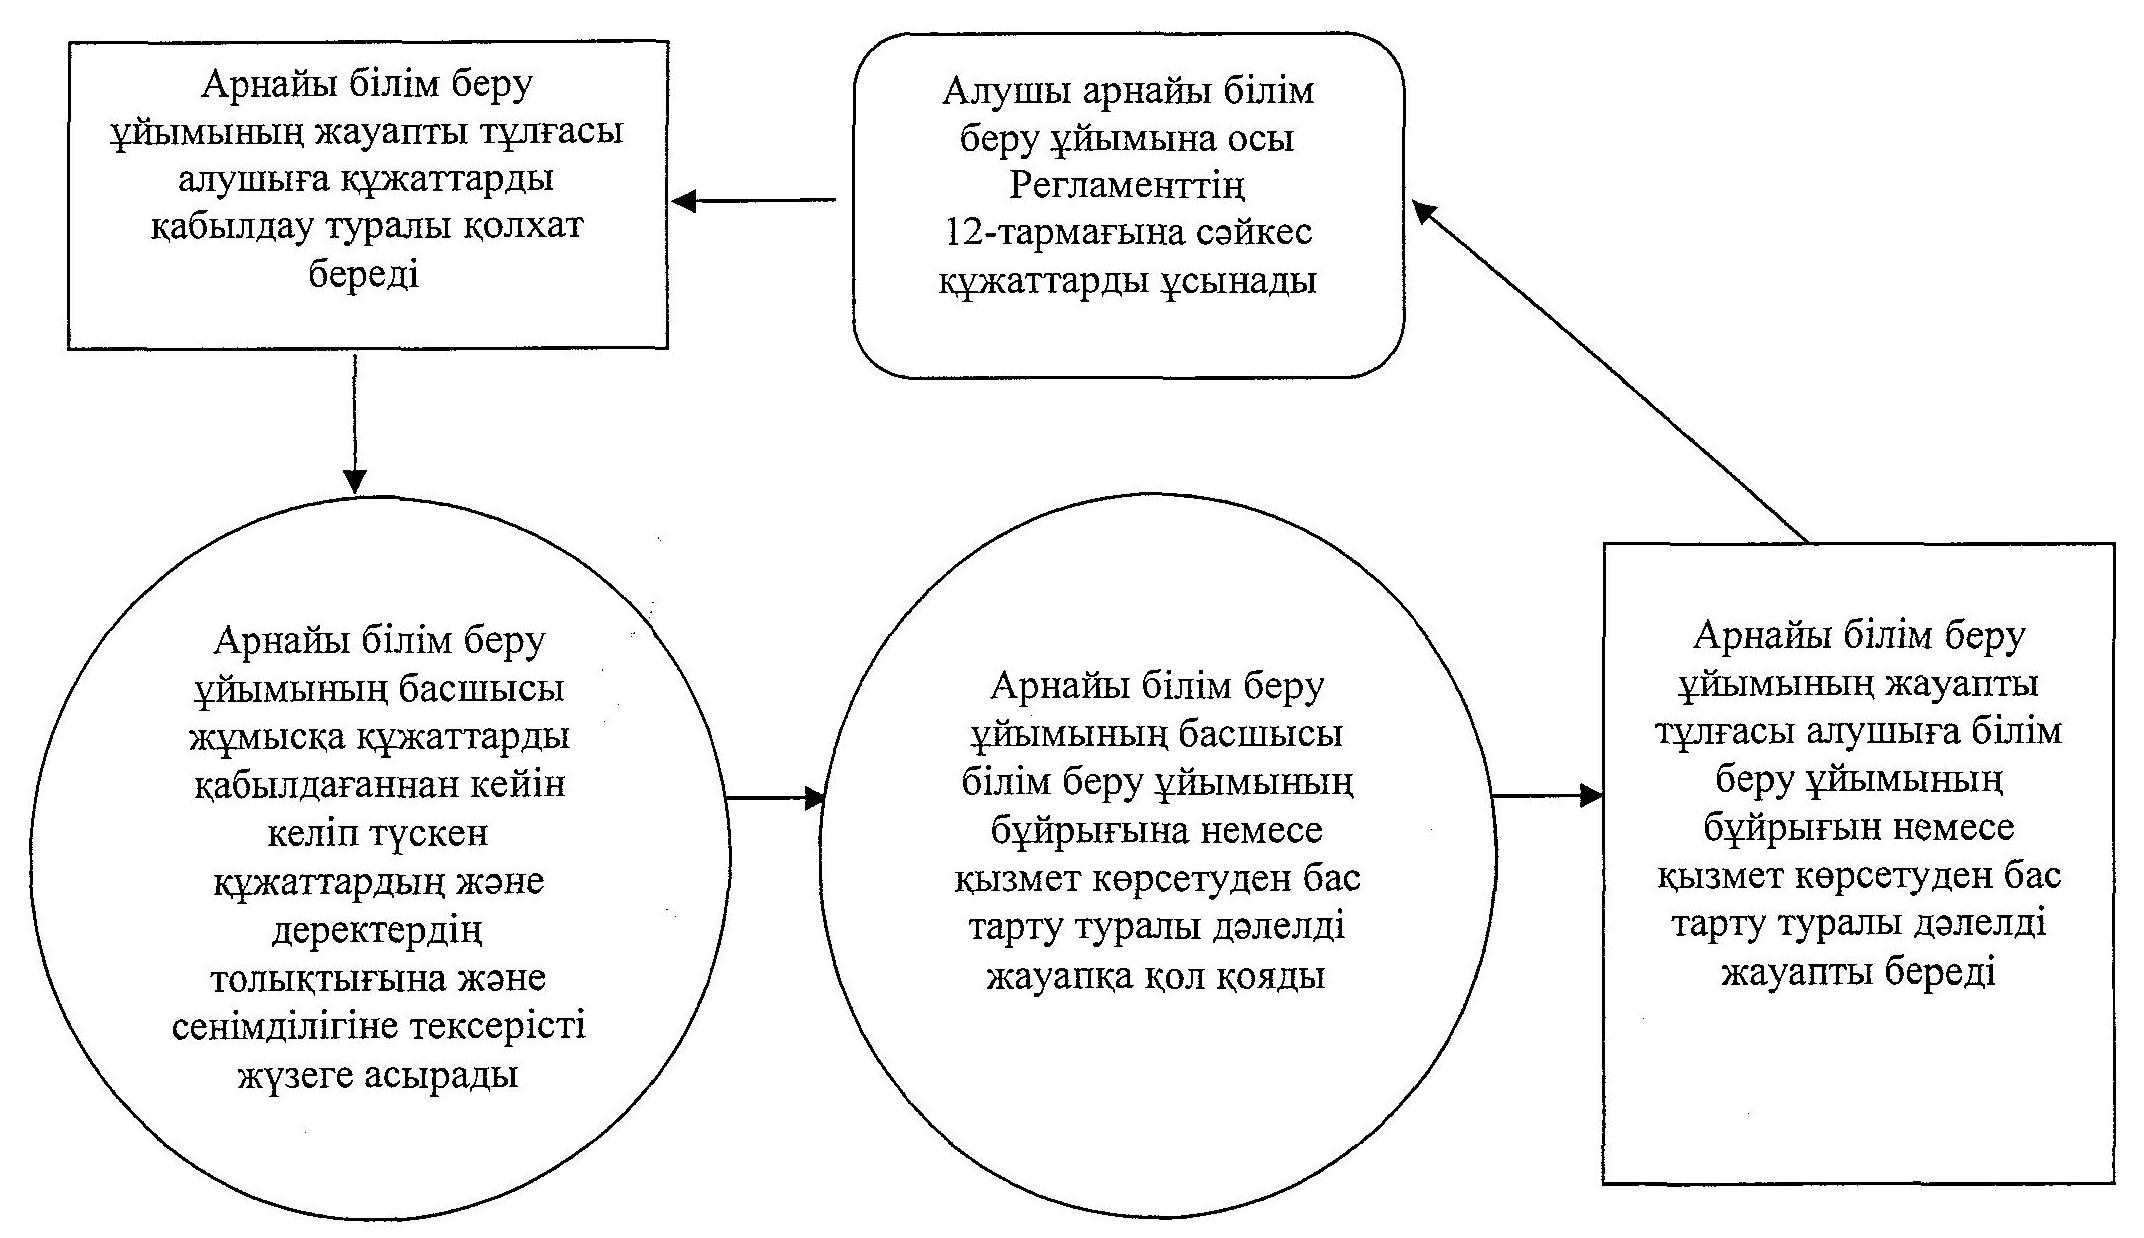 Арнайы білім беру
ұйымының жауапты тұлғасы
алушыға құжаттарды
қабылдау туралы қолхат
береді
Алушы арнайы білім
беру ұйымына осы
Регламенттің
12-тармағына сәйкес
құжаттарды ұсынады
Арнайы білім беру
ұйымының басшысы
жұмысқа құжаттарды
қабылдағаннан кейін
келіп түскен
құжаттардың және
деректердің
толықтығына және
сенімділігіне тексерісті
жүзеге асырады
Арнайы білім беру
ұйымының басшысы
білім беру ұйымының
бұйрығына немесе
қызмет көрсетуден бас
тарту туралы дәлелді
жауапқа қол қояды
Арнайы білім беру
ұйымының жауапты
тұлғасы алушыға білім
беру ұйымының
бұйрығын немесе
қызмет көрсетуден бас
тарту туралы дәлелді
жауапты береді